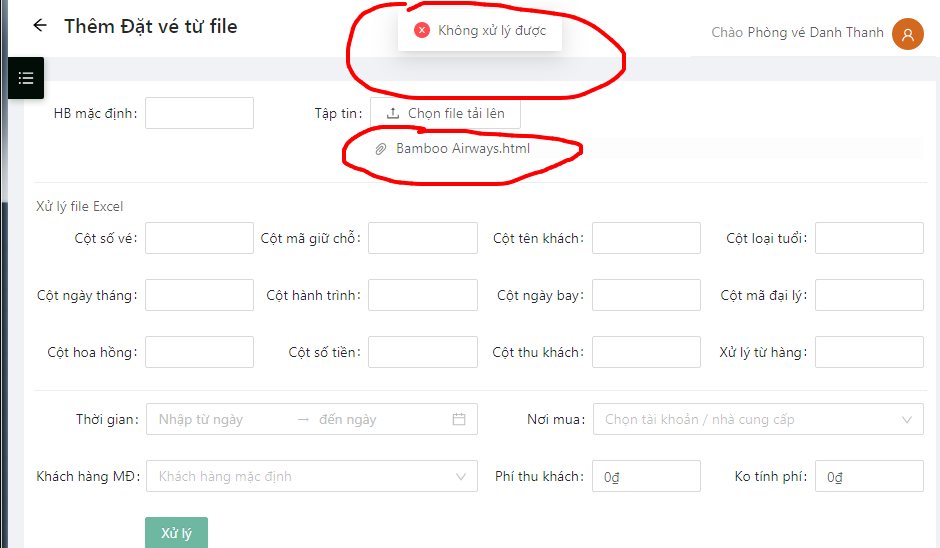 Thêm Đặt vé từ file
Không xử lý được
Chào Phòng vé Danh Thanh
HB mặc định:
Tập tin:
Chọn file tải lên
Bamboo Airways.html
Xử lý file Excel
Cột số vé:
Cột mã giữ chỗ:
Cột tên khách:
Cột loại tuổi:
Cột ngày tháng:
Cột hành trình:
Cột ngày bay:
Cột mã đại lý:
Cột hoa hồng:
Cột số tiền:
Cột thu khách:
Xử lý từ hàng:
Thời gian: Nhập từ ngày → đến ngày
Nơi mua: Chọn tài khoản / nhà cung cấp
Khách hàng MĐ: Khách hàng mặc định
Phí thu khách: 0₫
Ko tính phí: 0₫
Xử lý